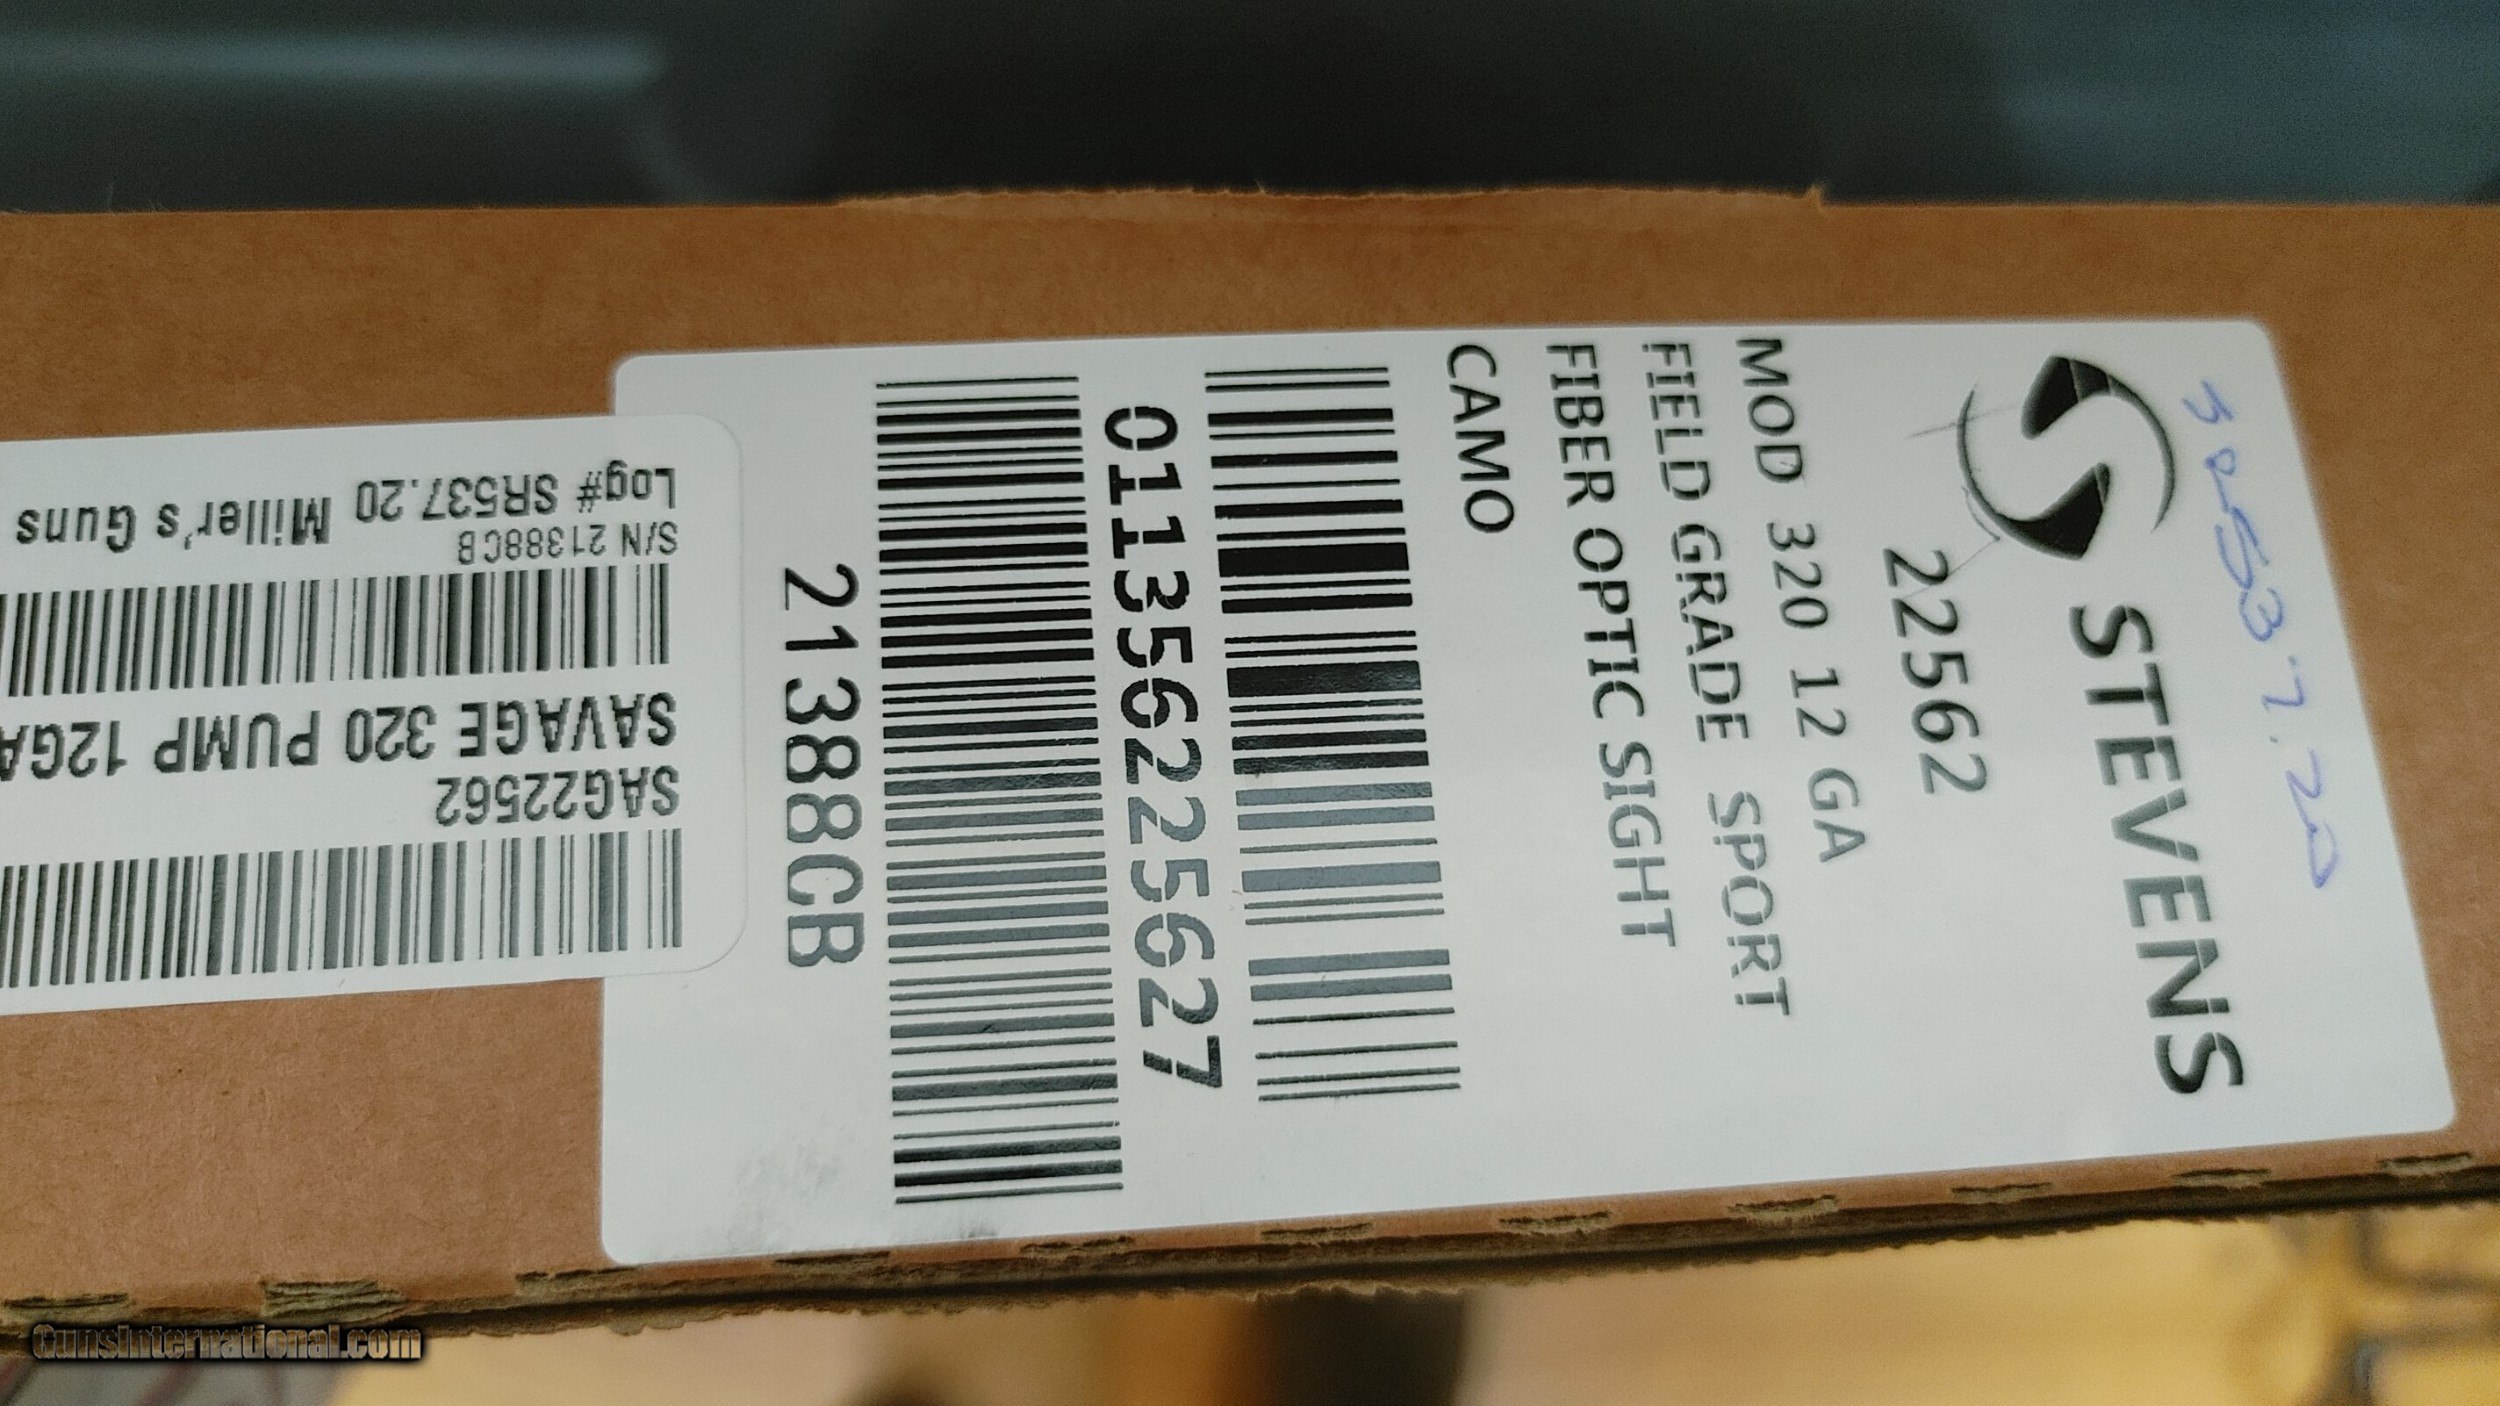 SR537.20
STEVENS
22562
MOD 320 12 GA
FIELD GRADE SPORT
FIBER OPTIC SIGHT
CAMO
011356225627
21388CB
SAG22562
SAVAGE 320 PUMP 12GA
S/N 21388CB
Log# SR537.20 Miller's Guns
GunsInternational.com